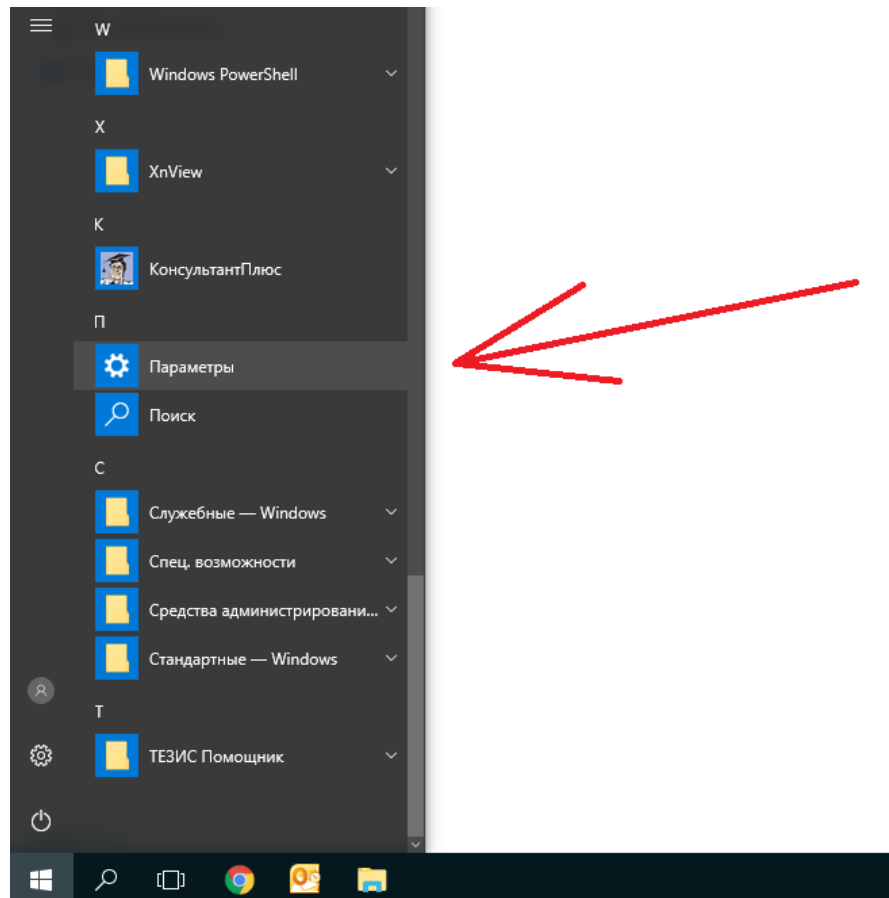 W
Windows PowerShell
X
XnView
К
КонсультантПлюс
П
Параметры
Поиск
С
Служебные — Windows
Спец. возможности
Средства администрировани...
Стандартные — Windows
Т
ТЕЗИС Помощник